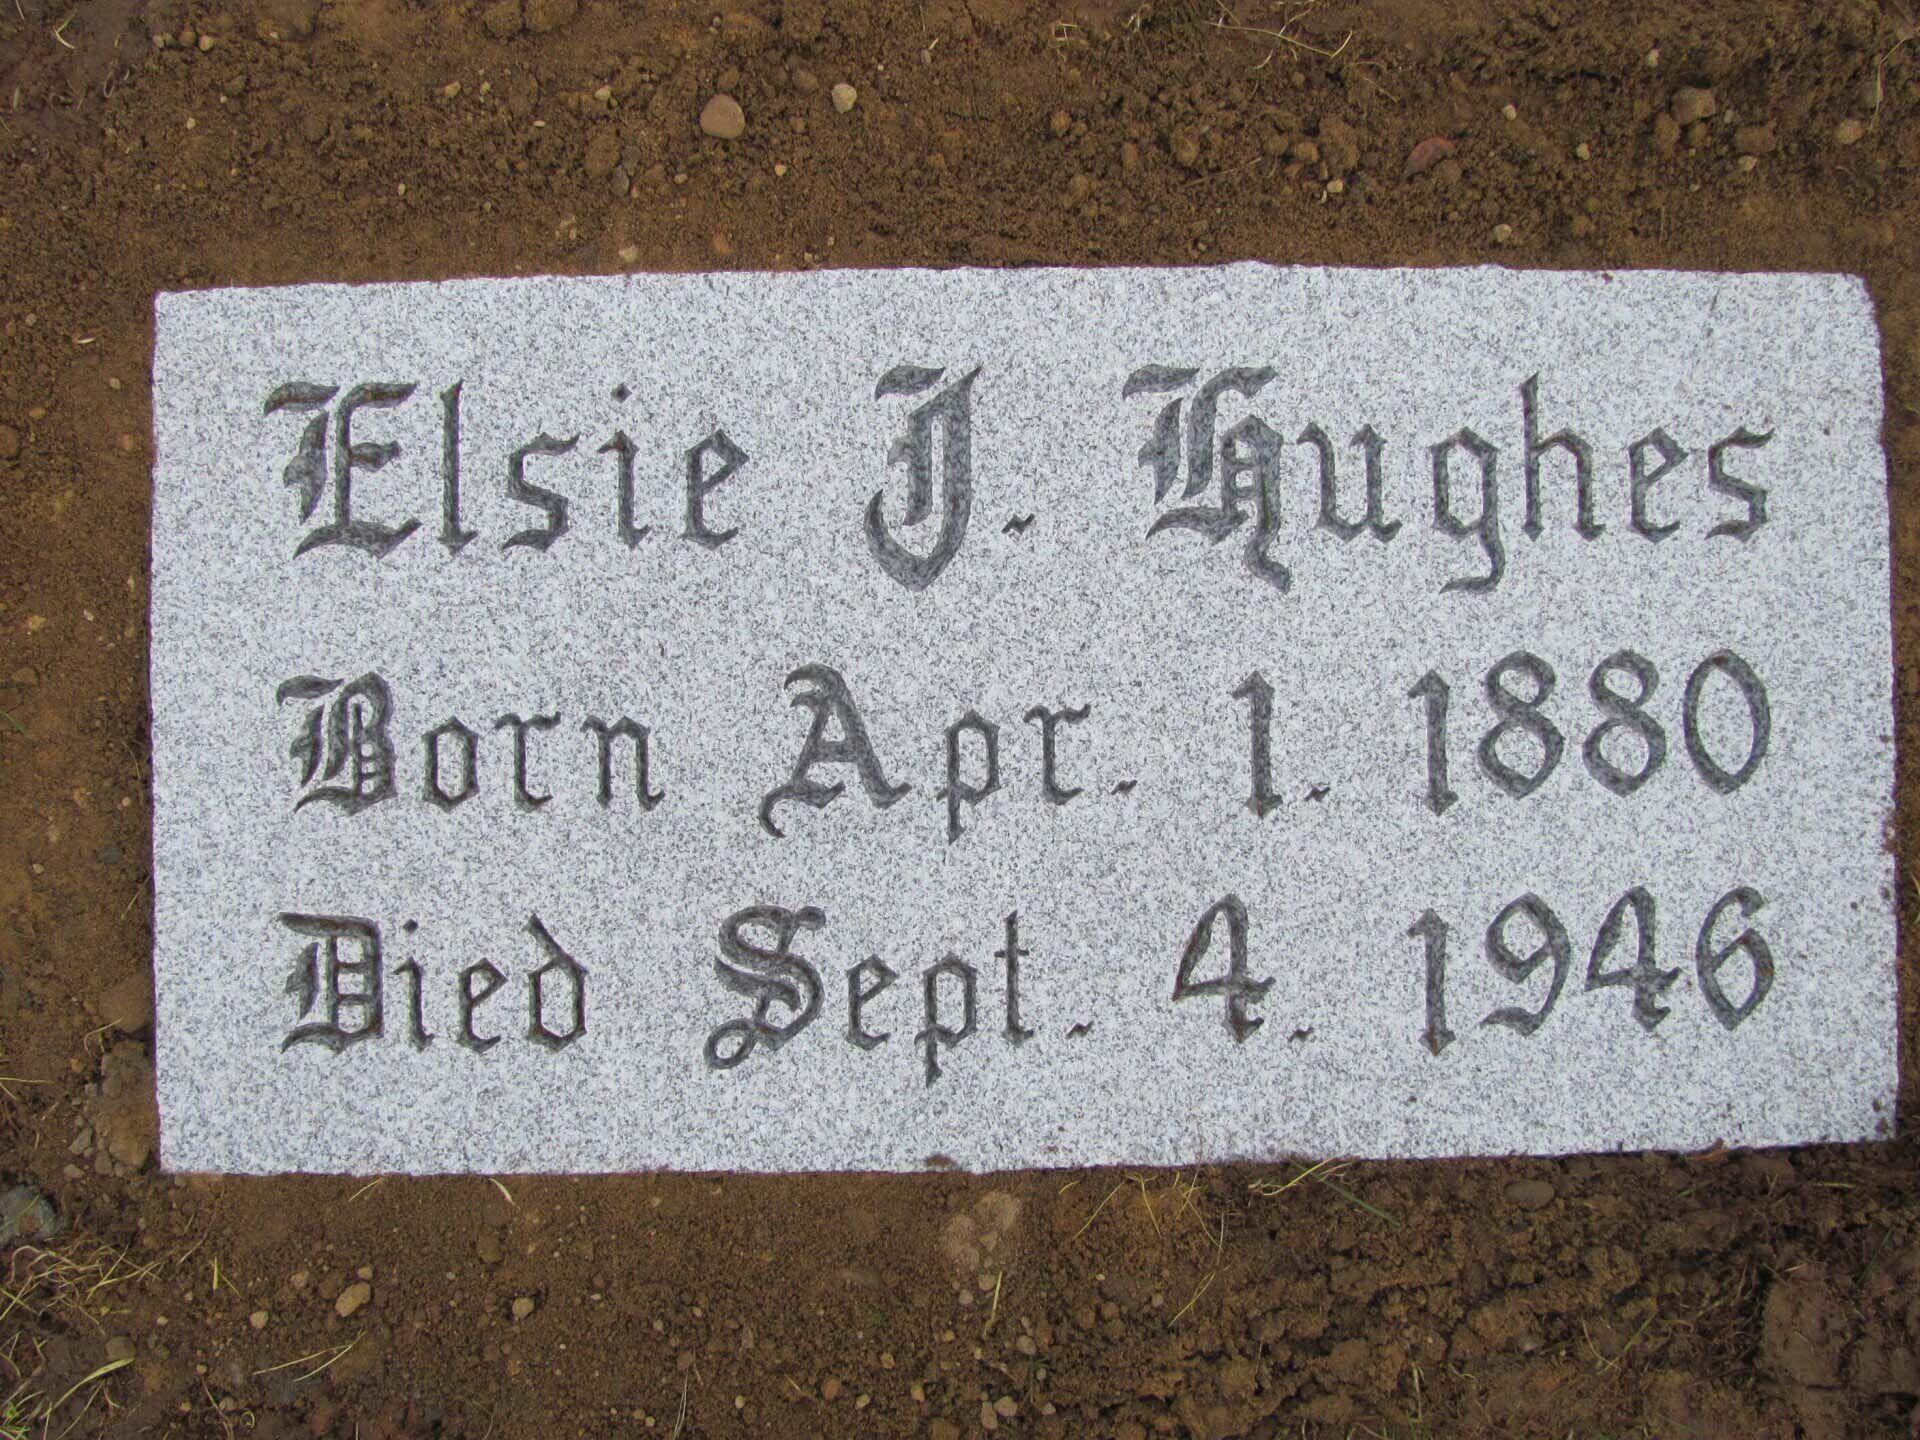 Elsie J. Hughes
Born Apr. 1. 1880
Died Sept. 4. 1946